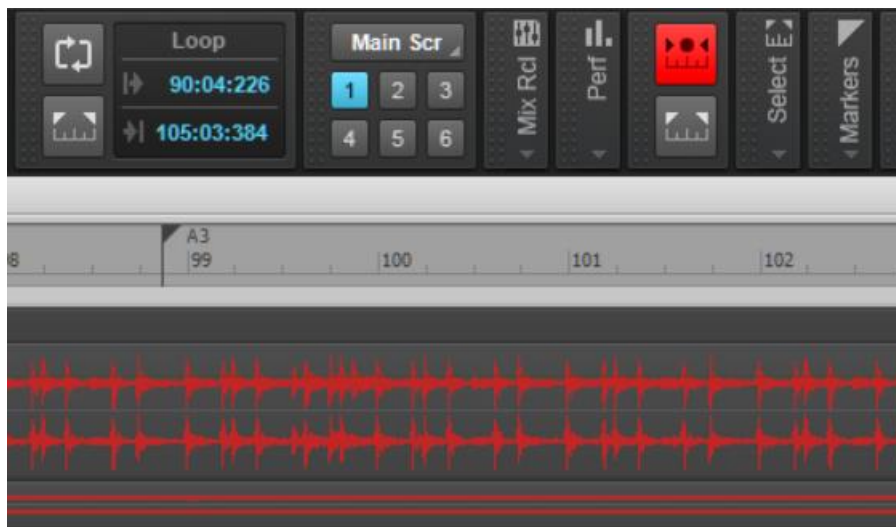 Loop
90:04:226
105:03:384
Main Scr
1 2 3
4 5 6
Mix Rcl
Perf
Select
Markers
A3
8 99 100 101 102